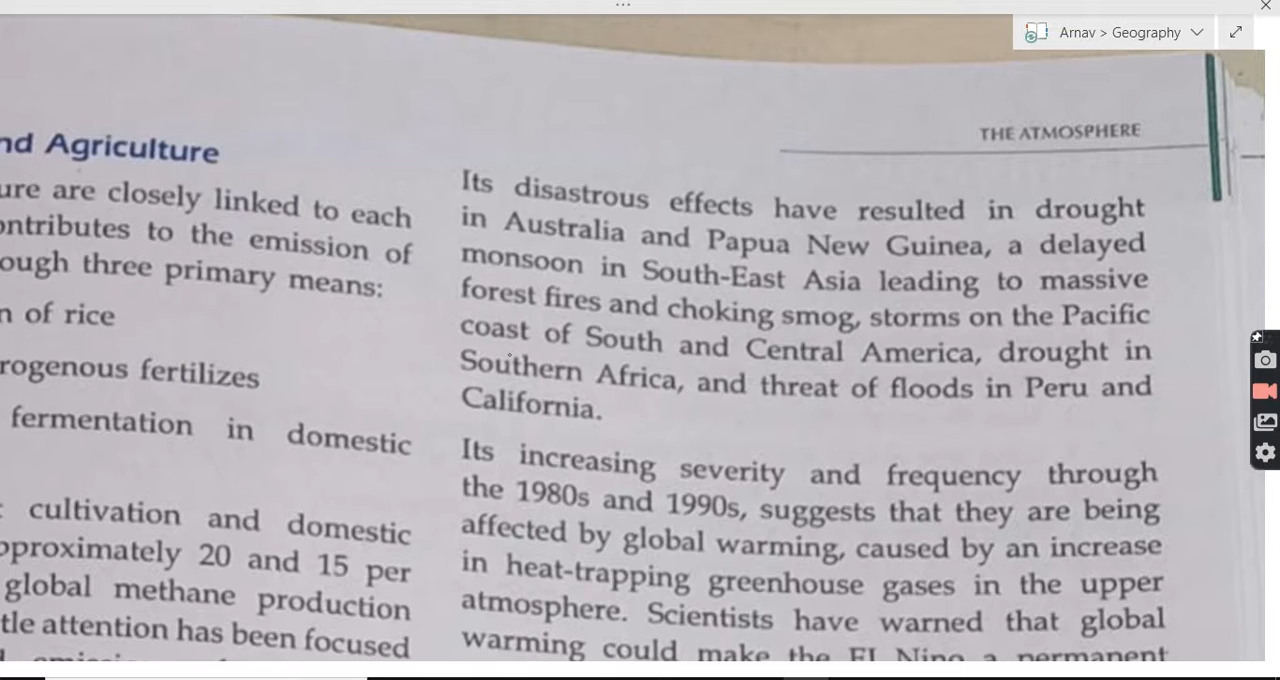 Arnav > Geography
THE ATMOSPHERE
nd Agriculture
ure are closely linked to each
ontributes to the emission of
ough three primary means:
n of rice
rogenous fertilizes
fermentation in domestic
cultivation and domestic
pproximately 20 and 15 per
global methane production
tle attention has been focused
Its disastrous effects have resulted in drought
in Australia and Papua New Guinea, a delayed
monsoon in South-East Asia leading to massive
forest fires and choking smog, storms on the Pacific
coast of South and Central America, drought in
Southern Africa, and threat of floods in Peru and
California.
Its increasing severity and frequency through
the 1980s and 1990s, suggests that they are being
affected by global warming, caused by an increase
in heat-trapping greenhouse gases in the upper
atmosphere. Scientists have warned that global
warming could make the El Nino a permanent